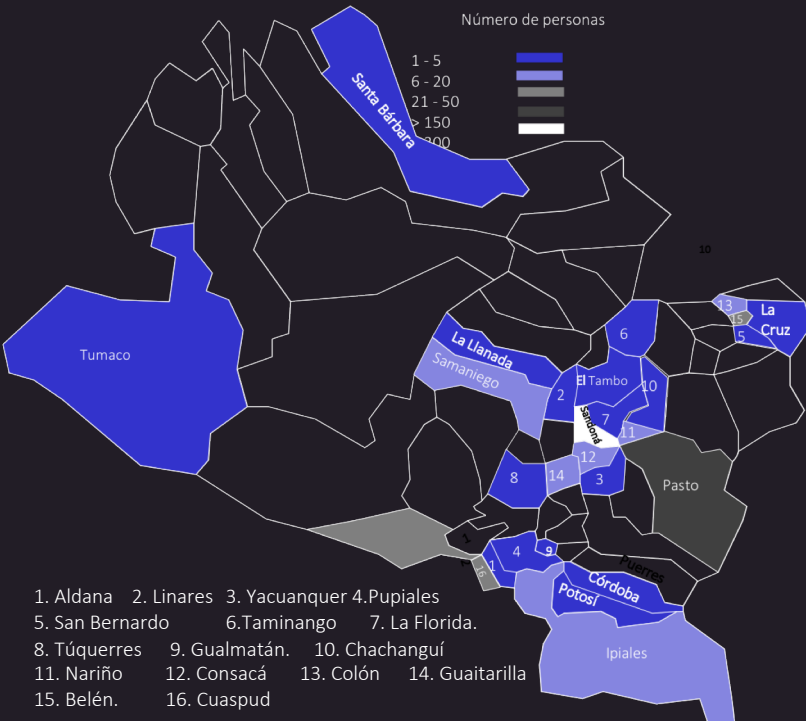 Número de personas
1 - 5
6 - 20
21 - 50
> 150
Santa Bárbara
10
13
La
Cruz
15
5
6
Tumaco
La Llanada
Samaniego
El Tambo
10
2
7
Sandoná
11
12
14
3
8
Pasto
1
4
9
1
16
Puerres
Córdoba
Potosí
Ipiales
1. Aldana 2. Linares 3. Yacuanquer 4.Pupiales
5. San Bernardo 6.Taminango 7. La Florida.
8. Túquerres 9. Gualmatán. 10. Chachanguí
11. Nariño 12. Consacá 13. Colón 14. Guaitarilla
15. Belén. 16. Cuaspud